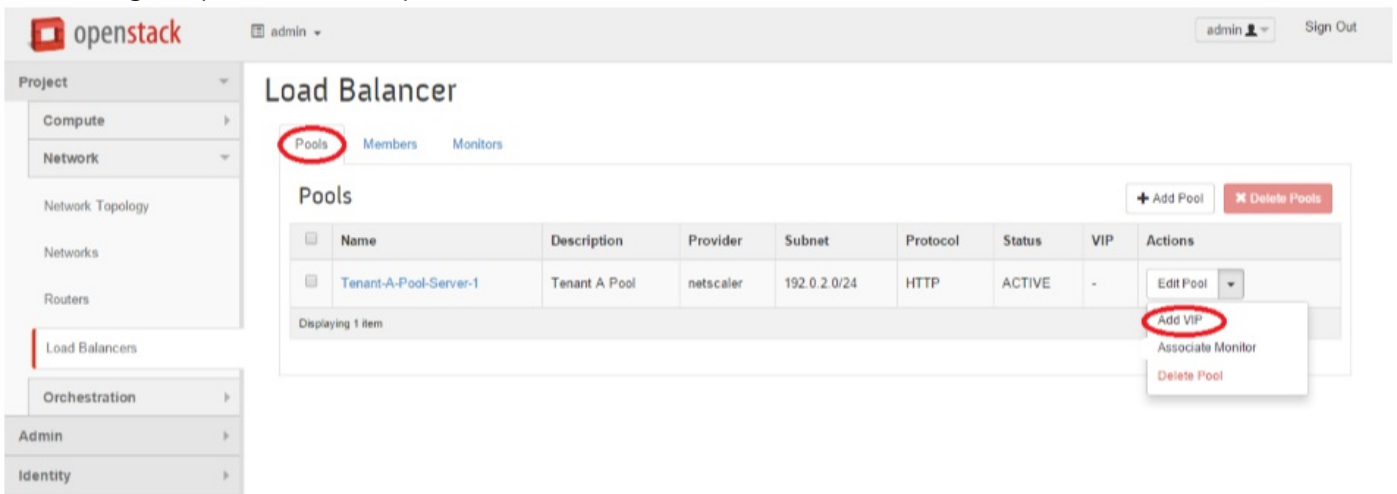 openstack admin admin Sign Out
Project
Compute
Network
Network Topology
Networks
Routers
Load Balancers
Orchestration
Admin
Identity
Load Balancer
Pools Members Monitors
Pools
+ Add Pool ✖ Delete Pools
Name Description Provider Subnet Protocol Status VIP Actions
Tenant-A-Pool-Server-1 Tenant A Pool netscaler 192.0.2.0/24 HTTP ACTIVE - Edit Pool
Displaying 1 item
Add VIP
Associate Monitor
Delete Pool